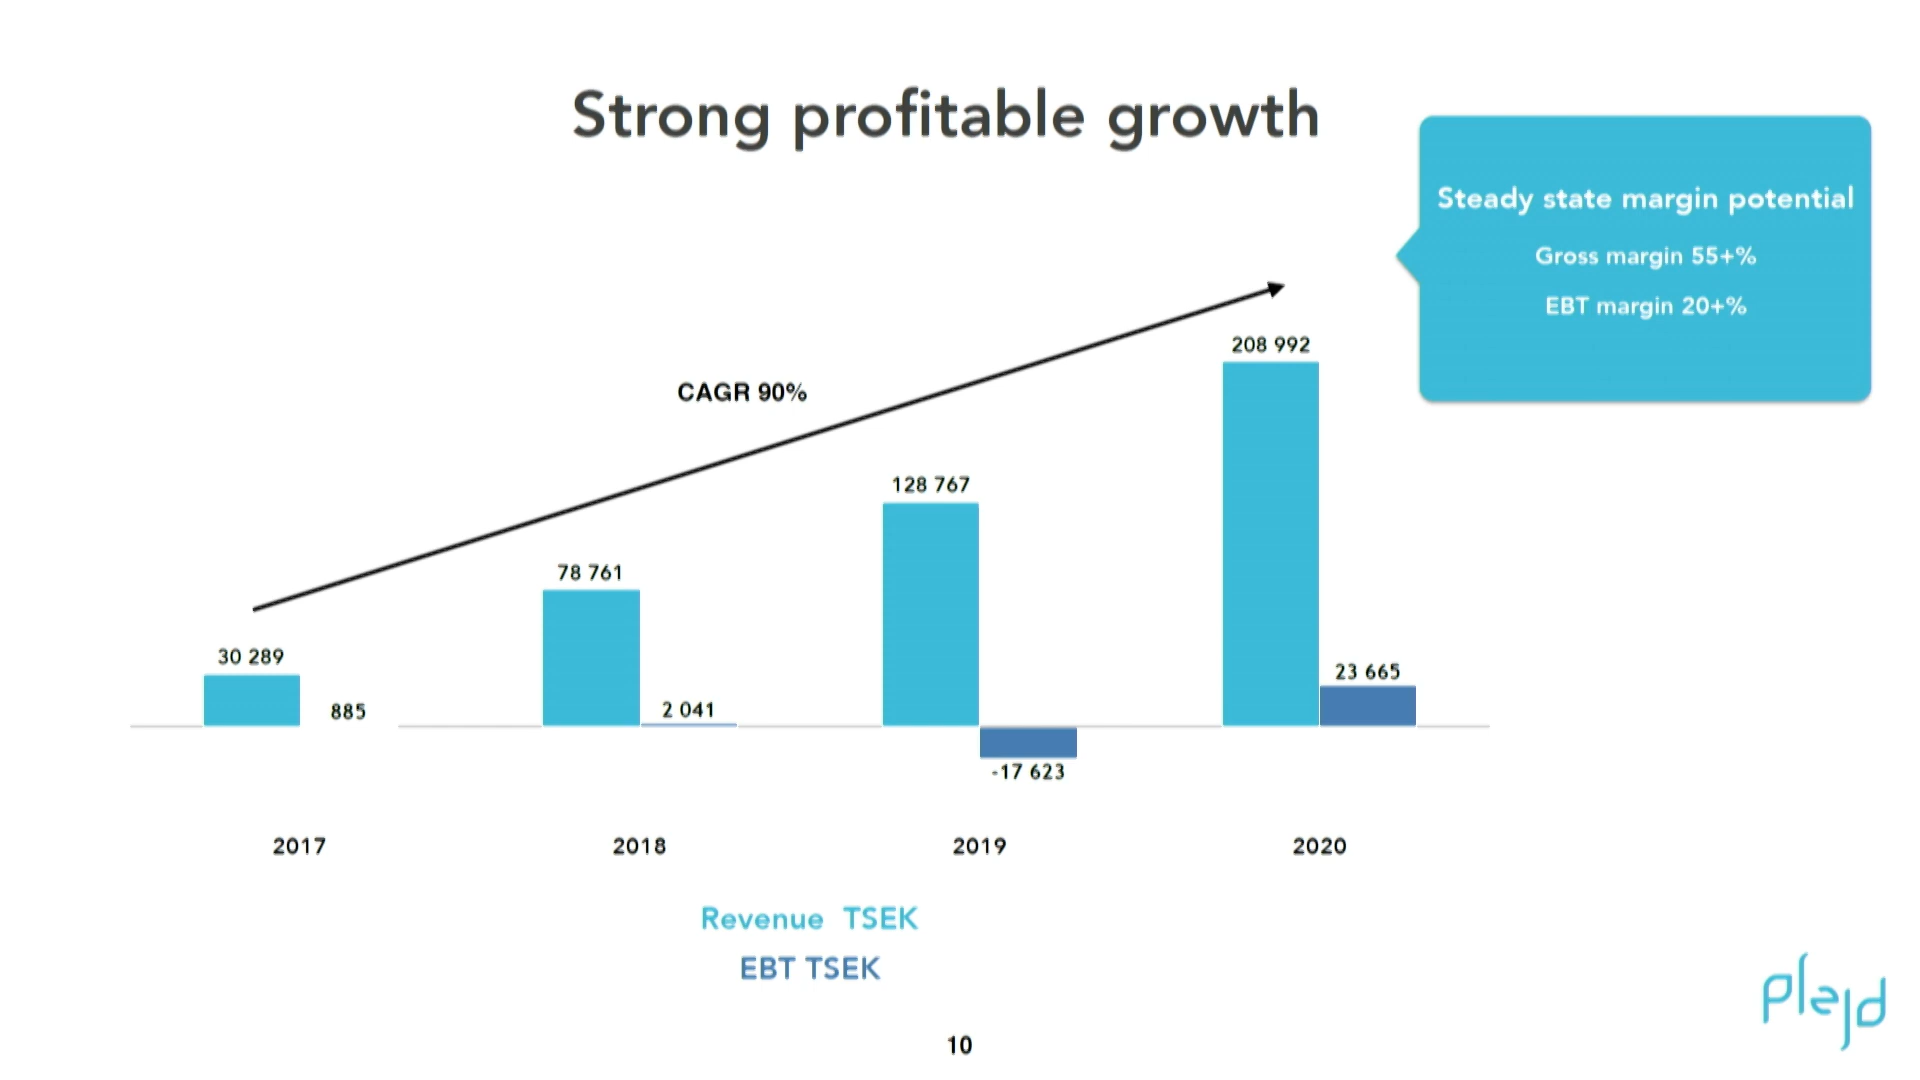 Strong profitable growth
Steady state margin potential
Gross margin 55+%
EBT margin 20+%
CAGR 90%
208 992
128 767
78 761
30 289
885
2 041
-17 623
23 665
2017
2018
2019
2020
Revenue TSEK
EBT TSEK
plejd
10